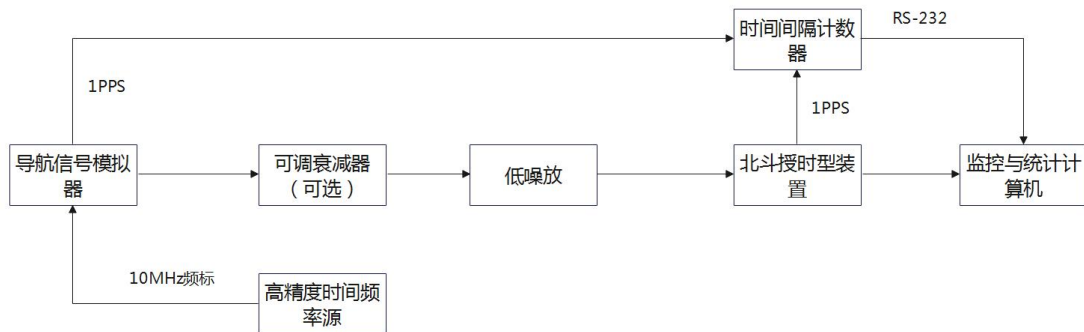 时间间隔计数
器
RS-232
1PPS
1PPS
导航信号模拟
器
可调衰减器
（可选）
低噪放
北斗授时型装
置
监控与统计计
算机
10MHz频标
高精度时间频
率源